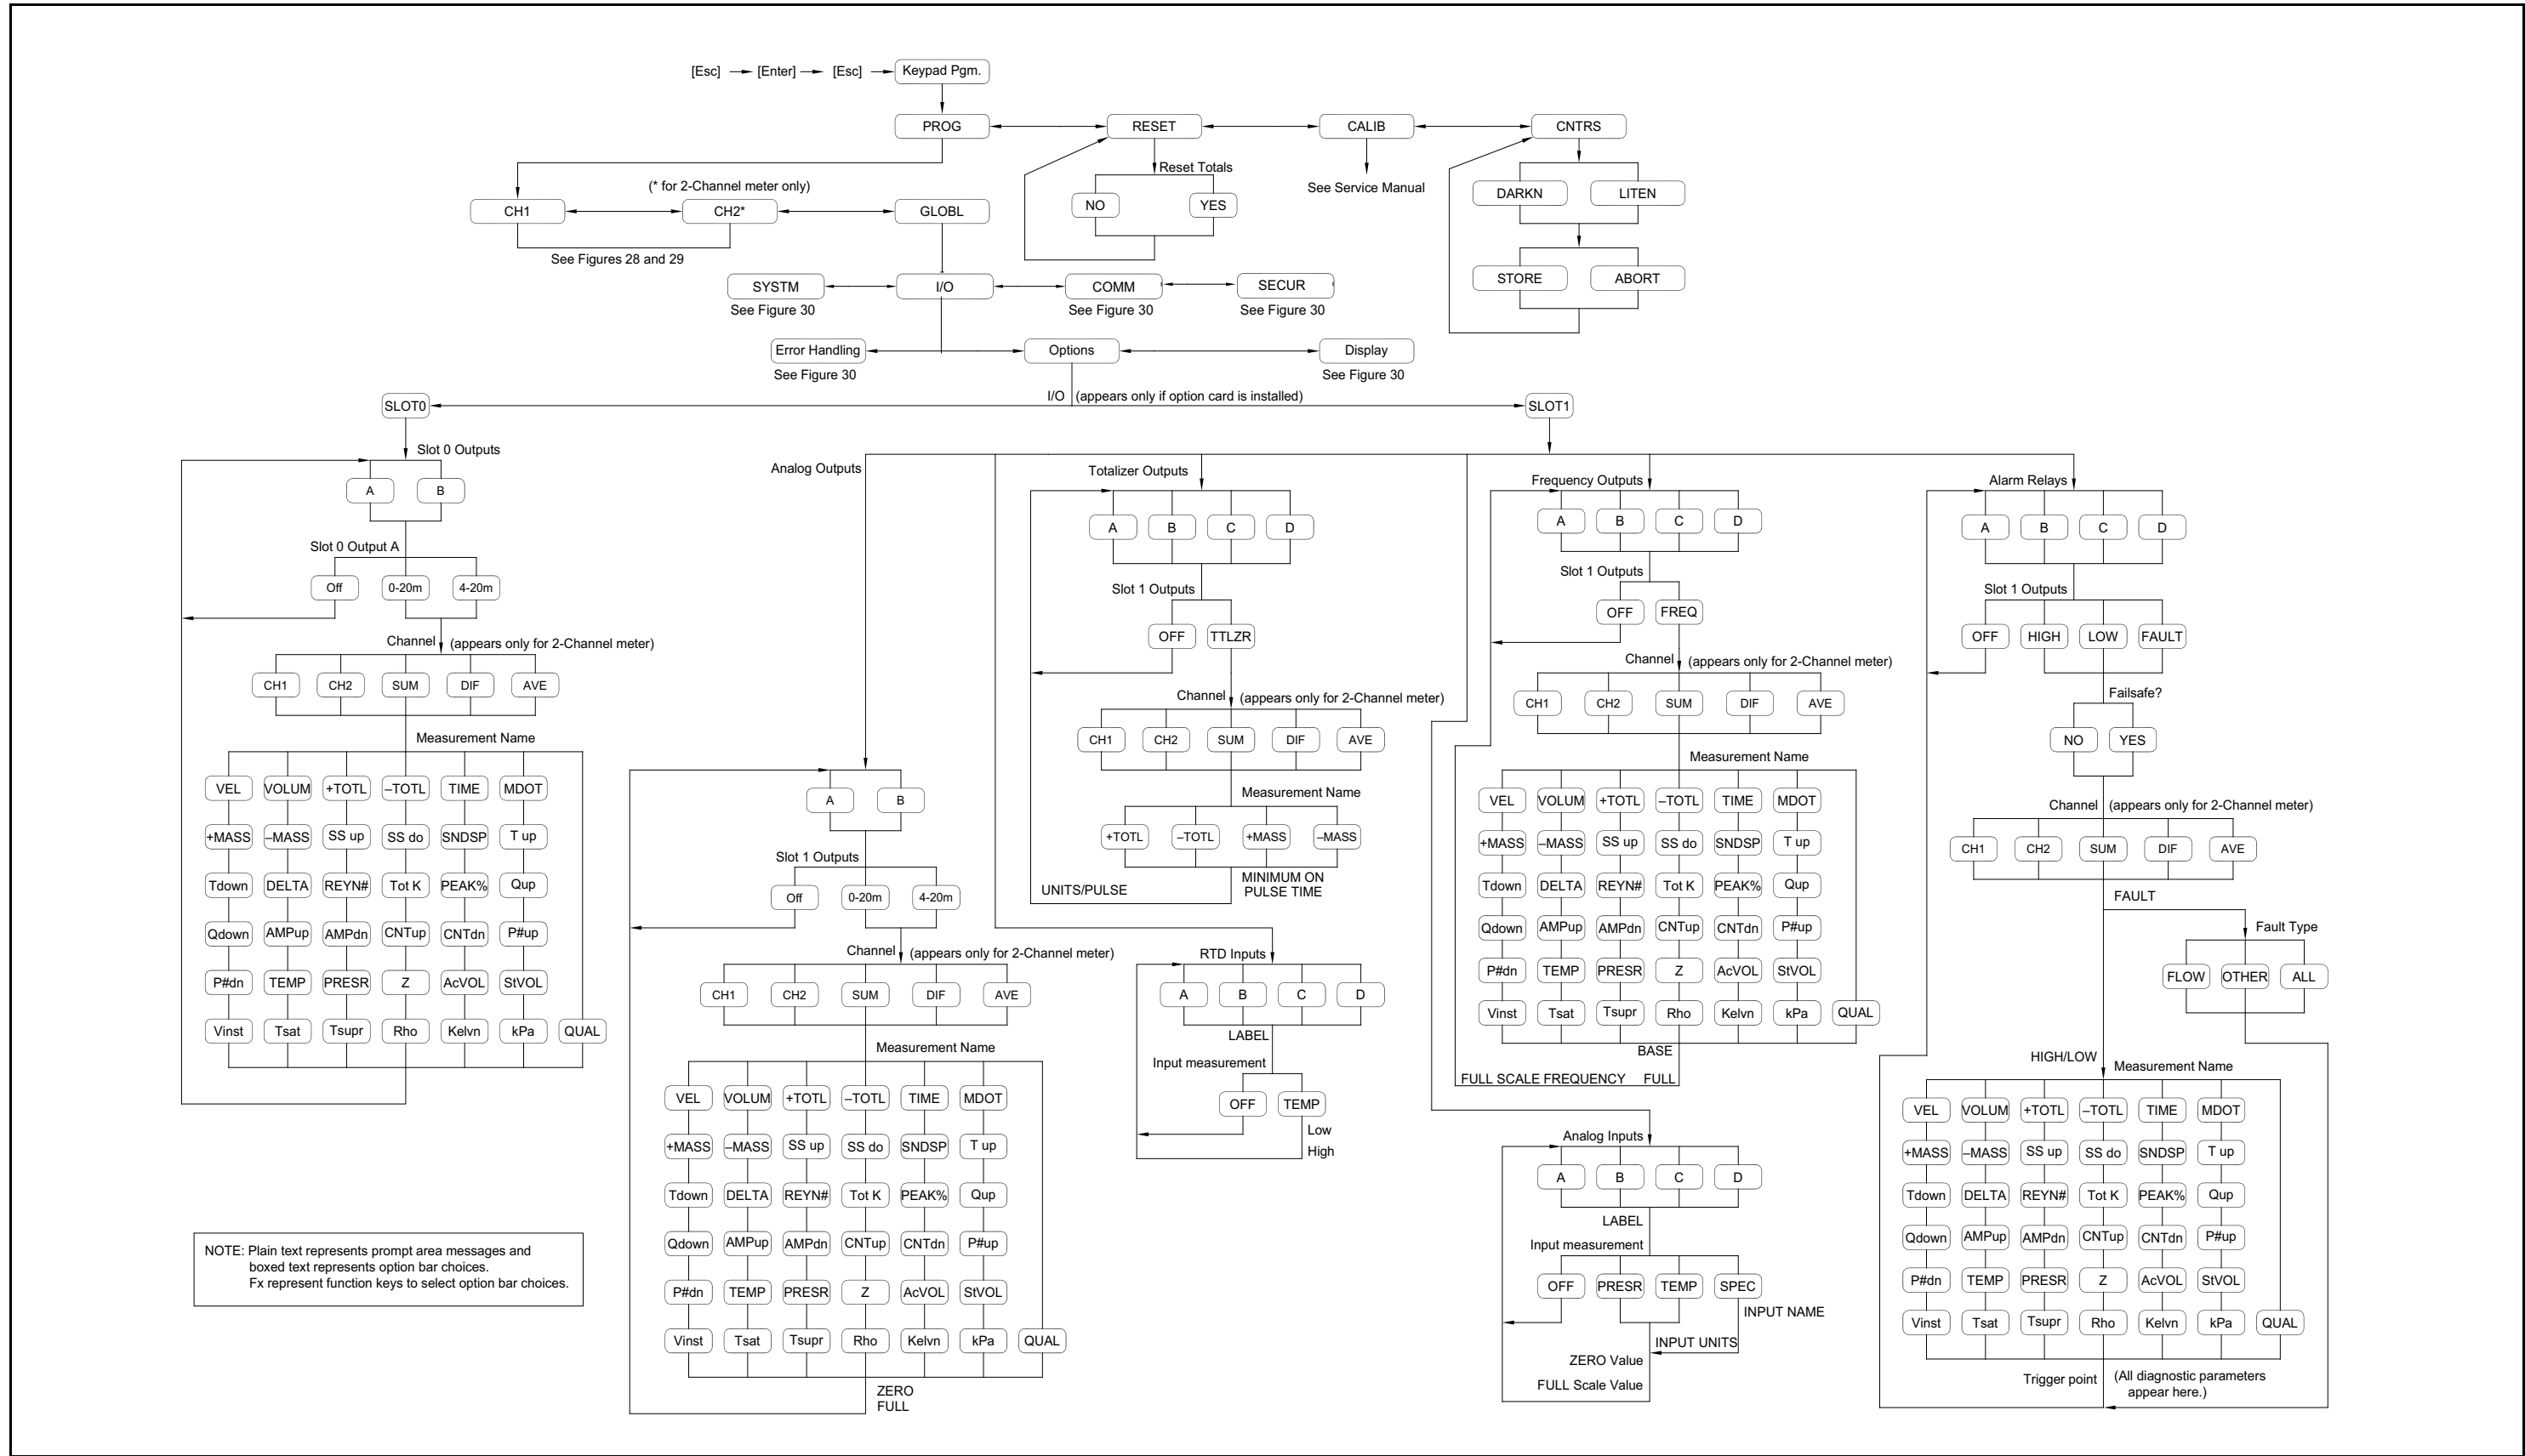 [Esc] [Enter] [Esc] Keypad Pgm.
PROG RESET CALIB CNTRS
Reset Totals
See Service Manual
NO YES
DARKN LITEN
STORE ABORT
(* for 2-Channel meter only)
CH1 CH2* GLOBL
See Figures 28 and 29
SYSTM I/O COMM SECUR
See Figure 30 See Figure 30 See Figure 30
Error Handling Options Display
See Figure 30 See Figure 30
I/O (appears only if option card is installed)
SLOT0 SLOT1
Slot 0 Outputs
A B
Slot 0 Output A
Off 0-20m 4-20m
Channel (appears only for 2-Channel meter)
CH1 CH2 SUM DIF AVE
Measurement Name
VEL VOLUM +TOTL –TOTL TIME MDOT
+MASS –MASS SS up SS do SNDSP T up
Tdown DELTA REYN# Tot K PEAK% Qup
Qdown AMPup AMPdn CNTup CNTdn P#up
P#dn TEMP PRESR Z AcVOL StVOL
Vinst Tsat Tsupr Rho Kelvn kPa QUAL
NOTE: Plain text represents prompt area messages and
boxed text represents option bar choices.
Fx represent function keys to select option bar choices.
Analog Outputs
A B
Slot 1 Outputs
Off 0-20m 4-20m
Channel (appears only for 2-Channel meter)
CH1 CH2 SUM DIF AVE
Measurement Name
VEL VOLUM +TOTL –TOTL TIME MDOT
+MASS –MASS SS up SS do SNDSP T up
Tdown DELTA REYN# Tot K PEAK% Qup
Qdown AMPup AMPdn CNTup CNTdn P#up
P#dn TEMP PRESR Z AcVOL StVOL
Vinst Tsat Tsupr Rho Kelvn kPa QUAL
ZERO
FULL
Totalizer Outputs
A B C D
Slot 1 Outputs
OFF TTLZR
Channel (appears only for 2-Channel meter)
CH1 CH2 SUM DIF AVE
Measurement Name
+TOTL –TOTL +MASS –MASS
UNITS/PULSE
MINIMUM ON
PULSE TIME
RTD Inputs
A B C D
LABEL
Input measurement
OFF TEMP
Low
High
Frequency Outputs
A B C D
Slot 1 Outputs
OFF FREQ
Channel (appears only for 2-Channel meter)
CH1 CH2 SUM DIF AVE
Measurement Name
VEL VOLUM +TOTL –TOTL TIME MDOT
+MASS –MASS SS up SS do SNDSP T up
Tdown DELTA REYN# Tot K PEAK% Qup
Qdown AMPup AMPdn CNTup CNTdn P#up
P#dn TEMP PRESR Z AcVOL StVOL
Vinst Tsat Tsupr Rho Kelvn kPa QUAL
BASE
FULL SCALE FREQUENCY FULL
Analog Inputs
A B C D
LABEL
Input measurement
OFF PRESR TEMP SPEC
INPUT NAME
INPUT UNITS
ZERO Value
FULL Scale Value
Alarm Relays
A B C D
Slot 1 Outputs
OFF HIGH LOW FAULT
Failsafe?
NO YES
Channel (appears only for 2-Channel meter)
CH1 CH2 SUM DIF AVE
FAULT
Fault Type
FLOW OTHER ALL
HIGH/LOW
Measurement Name
VEL VOLUM +TOTL –TOTL TIME MDOT
+MASS –MASS SS up SS do SNDSP T up
Tdown DELTA REYN# Tot K PEAK% Qup
Qdown AMPup AMPdn CNTup CNTdn P#up
P#dn TEMP PRESR Z AcVOL StVOL
Vinst Tsat Tsupr Rho Kelvn kPa QUAL
Trigger point (All diagnostic parameters
appear here.)